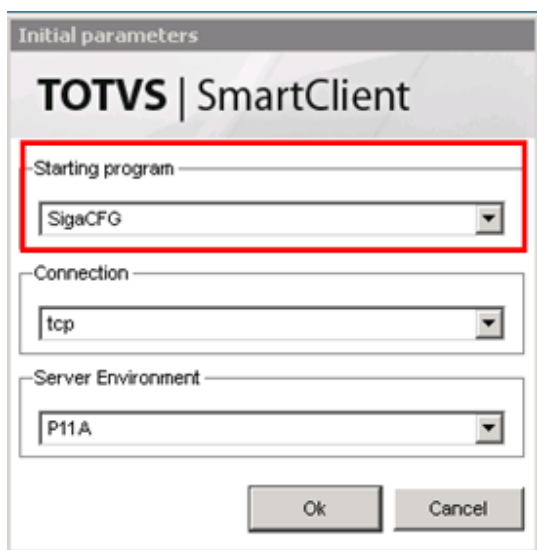 Initial parameters
TOTVS | SmartClient
Starting program
SigaCFG
Connection
tcp
Server Environment
P11A
Ok Cancel